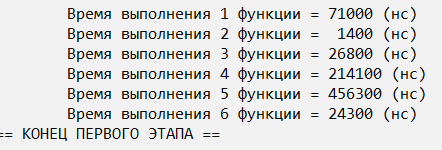 Время выполнения 1 функции = 71000 (нс)
Время выполнения 2 функции =  1400 (нс)
Время выполнения 3 функции = 26800 (нс)
Время выполнения 4 функции = 214100 (нс)
Время выполнения 5 функции = 456300 (нс)
Время выполнения 6 функции = 24300 (нс)
== КОНЕЦ ПЕРВОГО ЭТАПА ==